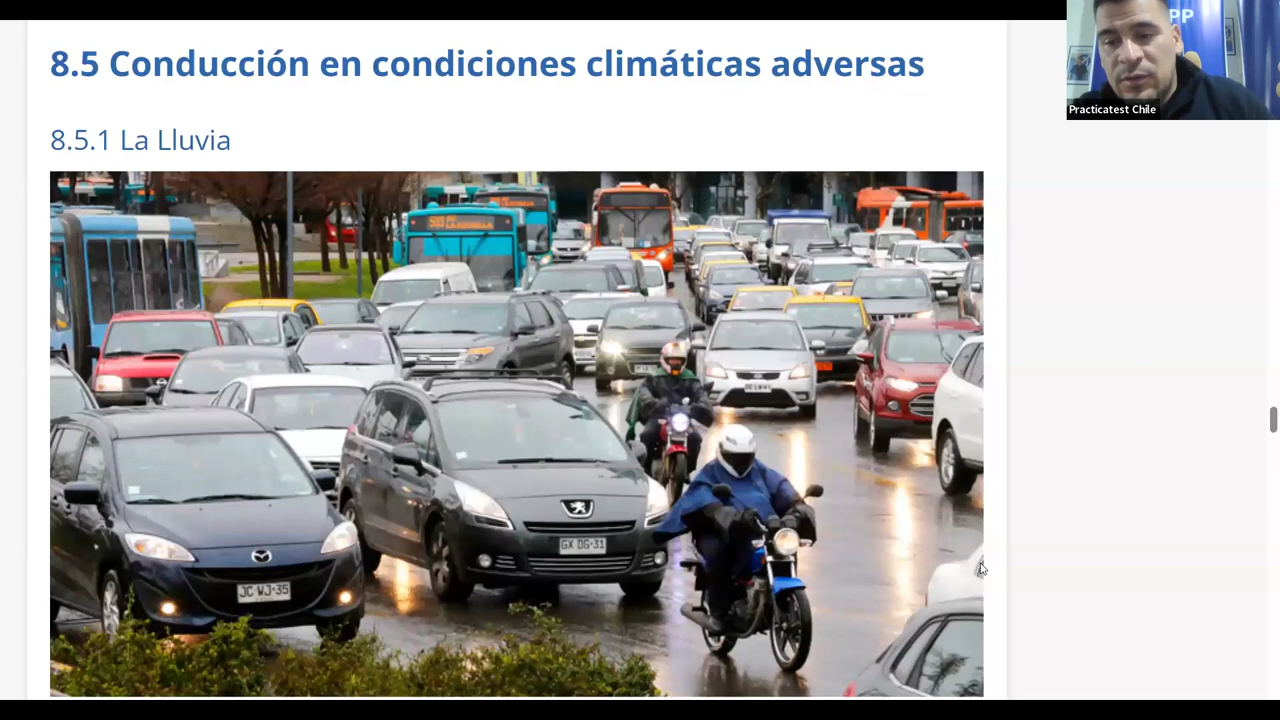 8.5 Conducción en condiciones climáticas adversas
PP
Practicatest Chile
8.5.1 La Lluvia
JC WJ·35
GX DG·31